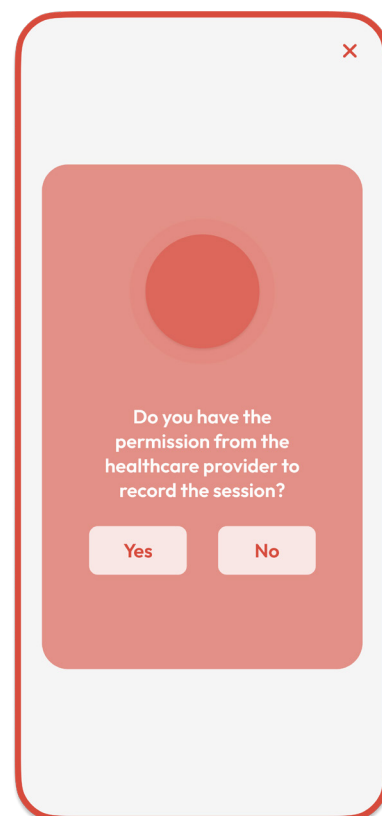 Do you have the
permission from the
healthcare provider to
record the session?
Yes
No